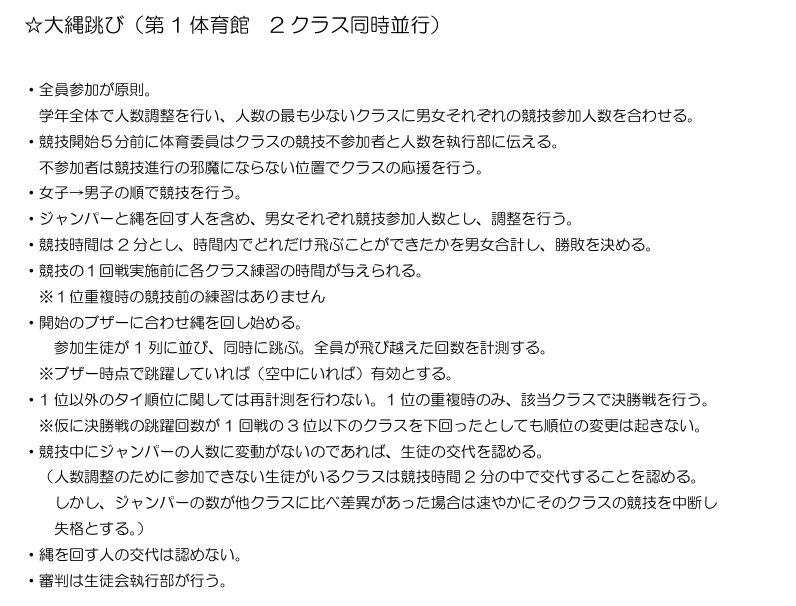 ☆大縄跳び（第１体育館　２クラス同時並行）
・全員参加が原則。
学年全体で人数調整を行い、人数の最も少ないクラスに男女それぞれの競技参加人数を合わせる。
・競技開始５分前に体育委員はクラスの競技不参加者と人数を執行部に伝える。
不参加者は競技進行の邪魔にならない位置でクラスの応援を行う。
・女子→男子の順で競技を行う。
・ジャンパーと縄を回す人を含め、男女それぞれ競技参加人数とし、調整を行う。
・競技時間は２分とし、時間内でどれだけ飛ぶことができたかを男女合計し、勝敗を決める。
・競技の１回戦実施前に各クラス練習の時間が与えられる。
※１位重複時の競技前の練習はありません
・開始のブザーに合わせ縄を回し始める。
参加生徒が１列に並び、同時に跳ぶ。全員が飛び越えた回数を計測する。
※ブザー時点で跳躍していれば（空中にいれば）有効とする。
・１位以外のタイ順位に関しては再計測を行わない。１位の重複時のみ、該当クラスで決勝戦を行う。
※仮に決勝戦の跳躍回数が１回戦の３位以下のクラスを下回ったとしても順位の変更は起きない。
・競技中にジャンパーの人数に変動がないのであれば、生徒の交代を認める。
（人数調整のために参加できない生徒がいるクラスは競技時間２分の中で交代することを認める。
しかし、ジャンパーの数が他クラスに比べ差異があった場合は速やかにそのクラスの競技を中断し
失格とする。）
・縄を回す人の交代は認めない。
・審判は生徒会執行部が行う。